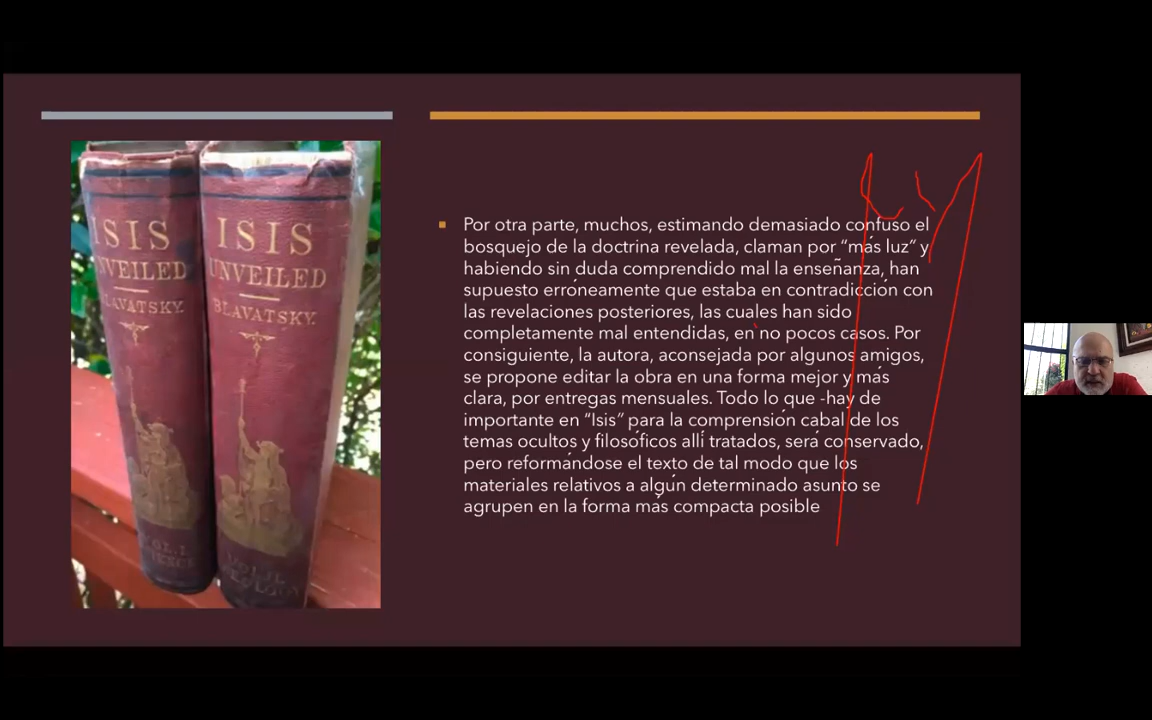 ISIS
UNVEILED
BLAVATSKY.
ISIS
UNVEILED
BLAVATSKY.
Por otra parte, muchos, estimando demasiado confuso el
bosquejo de la doctrina revelada, claman por “más luz” y
habiendo sin duda comprendido mal la enseñanza, han
supuesto erróneamente que estaba en contradicción con
las revelaciones posteriores, las cuales han sido
completamente mal entendidas, en no pocos casos. Por
consiguiente, la autora, aconsejada por algunos amigos,
se propone editar la obra en una forma mejor y más
clara, por entregas mensuales. Todo lo que -hay de
importante en “Isis” para la comprensión cabal de los
temas ocultos y filosóficos allí tratados, será conservado,
pero reformándose el texto de tal modo que los
materiales relativos a algún determinado asunto se
agrupen en la forma más compacta posible